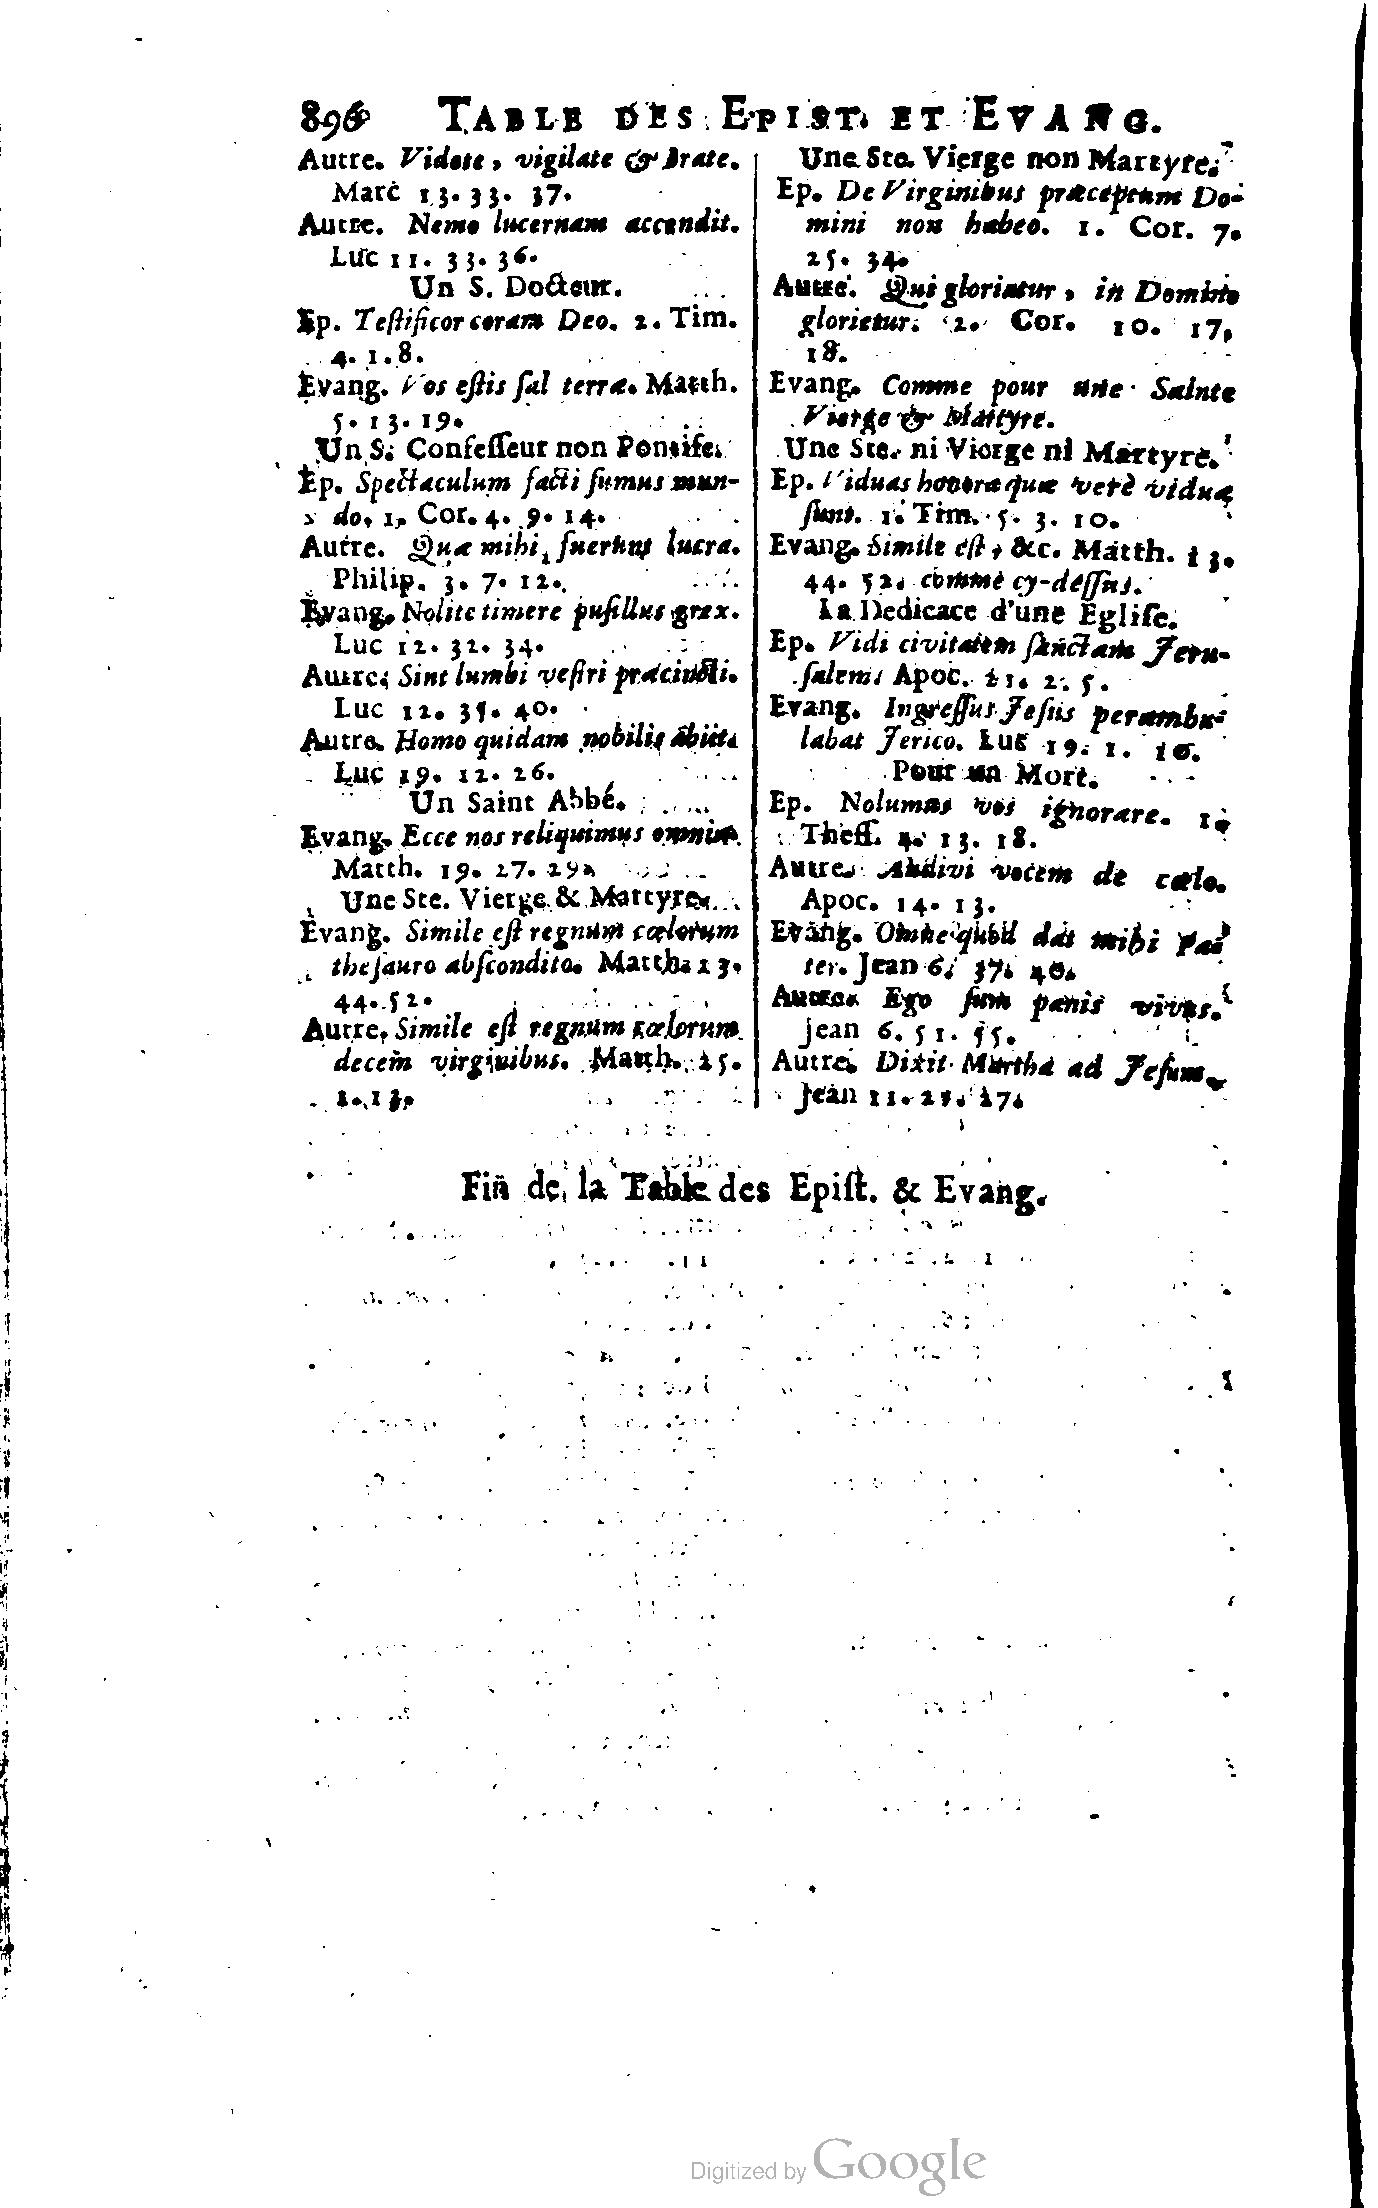 896 TABLE DES EPIST. ET EVANG.
Autre. Videte, vigilate & orate.
Marc 13. 33. 37.
Autre. Nemo lucernam accendit.
Luc 11. 33. 36.
Un S. Docteur.
Ep. Teſtificor coram Deo. 2. Tim.
4. 1. 8.
Evang. Vos eſtis ſal terræ. Matth.
5. 13. 19.
Un S. Confeſſeur non Pontife.
Ep. Spectaculum facti ſumus mun-
do. 1. Cor. 4. 9. 14.
Autre. Quæ mihi fuerunt lucra.
Philip. 3. 7. 12.
Evang. Nolite timere puſillus grex.
Luc 12. 32. 34.
Autre. Sint lumbi veſtri præcincti.
Luc 12. 35. 40.
Autre. Homo quidam nobilis abiit.
Luc 19. 12. 26.
Un Saint Abbé.
Evang. Ecce nos reliquimus omnia.
Matth. 19. 27. 29.
Une Ste. Vierge & Martyre.
Evang. Simile eſt regnum cœlorum
theſauro abſcondito. Matth. 13.
44. 52.
Autre. Simile eſt regnum cœlorum
decem virginibus. Matth. 25.
1. 13.
Une Ste. Vierge non Martyre.
Ep. De Virginibus præceptum Do-
mini non habeo. 1. Cor. 7.
25. 34.
Autre. Qui gloriatur, in Domino
glorietur. 2. Cor. 10. 17.
18.
Evang. Comme pour une Sainte
Vierge & Martyre.
Une Ste. ni Vierge ni Martyre.
Ep. Viduas honora quæ verè viduæ
ſunt. 1. Tim. 5. 3. 10.
Evang. Simile eſt, &c. Matth. 13.
44. 52. comme cy-deſſus.
La Dedicace d'une Egliſe.
Ep. Vidi civitatem ſanctam Jeru-
ſalem. Apoc. 21. 2. 5.
Evang. Ingreſſus Jeſus perambu-
labat Jerico. Luc 19. 1. 10.
Pour un Mort.
Ep. Nolumus vos ignorare. 1.
Theſſ. 4. 13. 18.
Autre. Audivi vocem de cœlo.
Apoc. 14. 13.
Evang. Omne quod dat mihi Pa-
ter. Jean 6. 37. 40.
Autre. Ego ſum panis vivus.
Jean 6. 51. 55.
Autre. Dixit Martha ad Jeſum.
Jean 11. 21. 27.
Fin de la Table des Epiſt. & Evang.
Digitized by Google